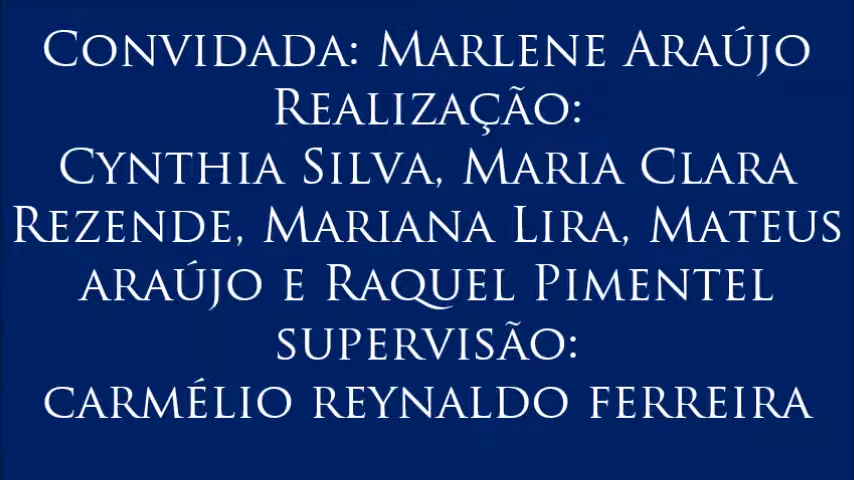 Convidada: Marlene Araújo
Realização:
Cynthia Silva, Maria Clara
Rezende, Mariana Lira, Mateus
araújo e Raquel Pimentel
supervisão:
carmélio reynaldo ferreira